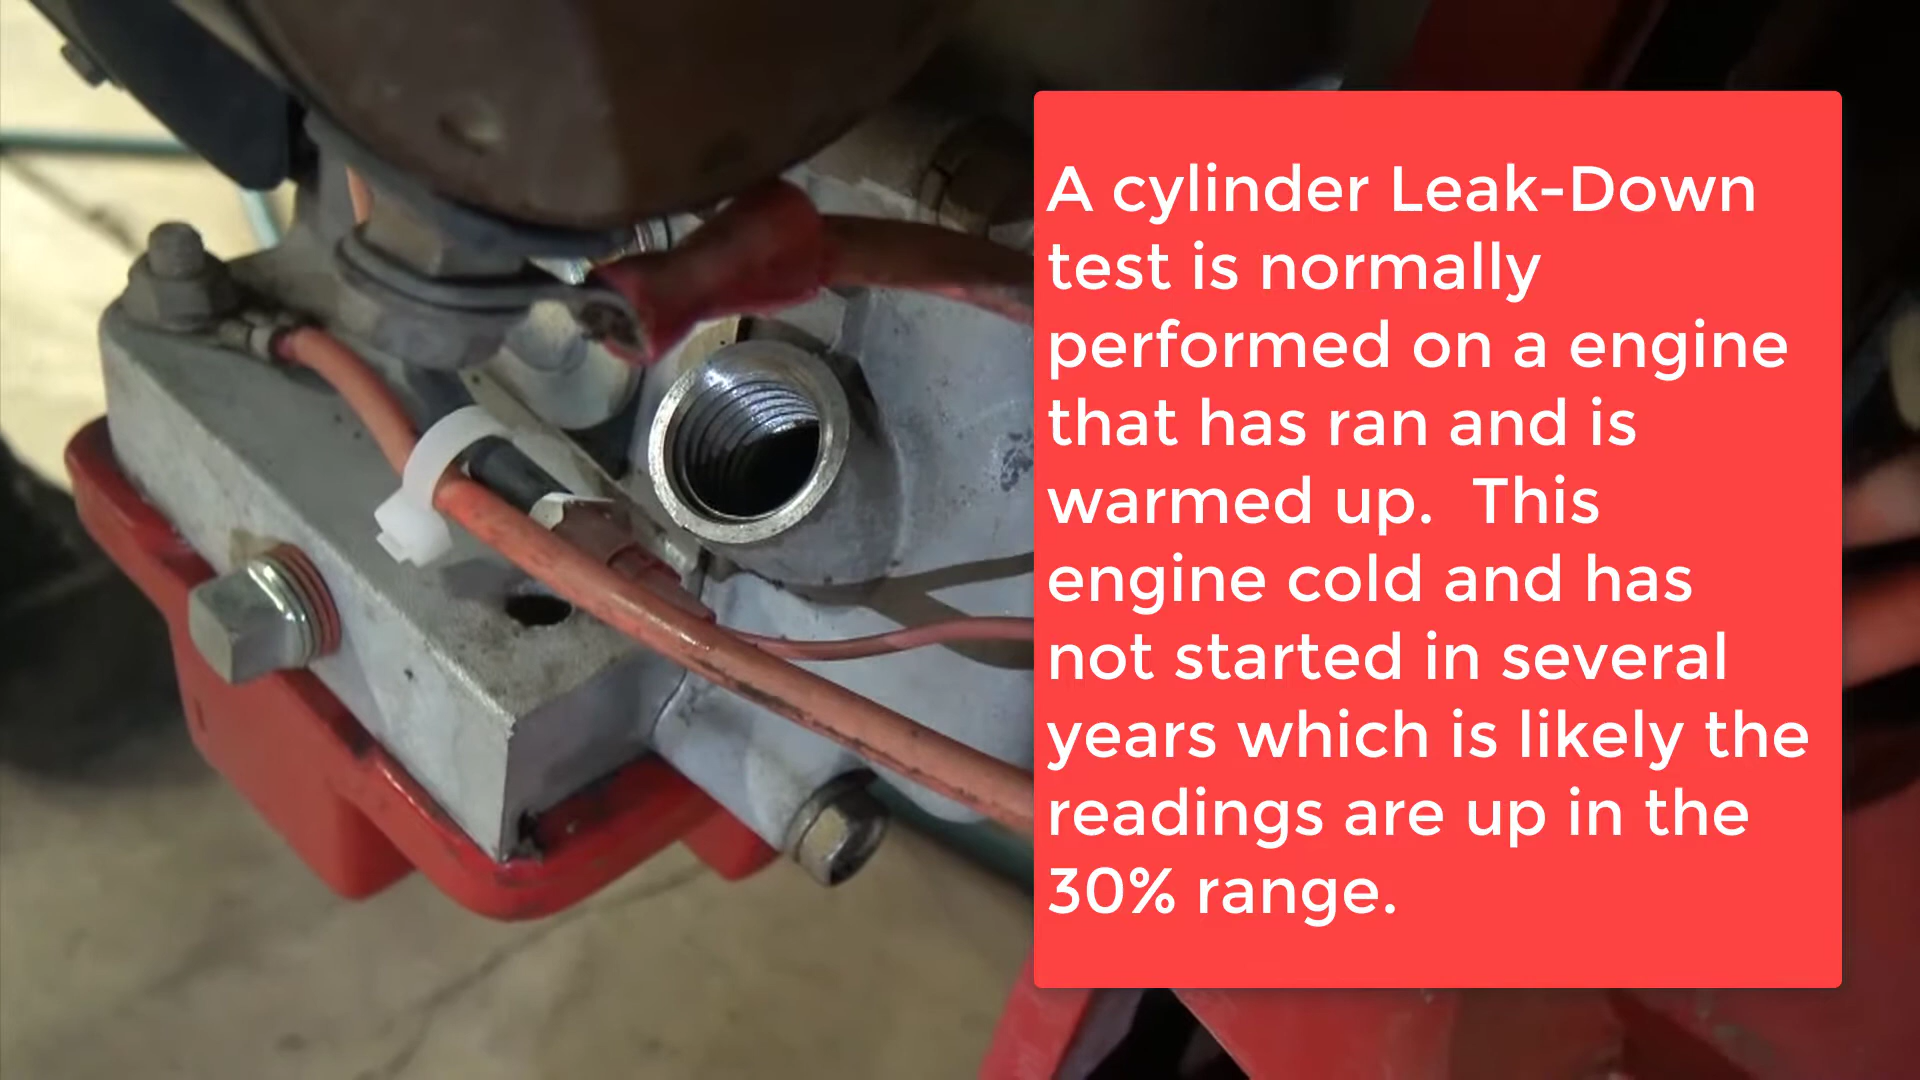 A cylinder Leak-Down
test is normally
performed on a engine
that has ran and is
warmed up.  This
engine cold and has
not started in several
years which is likely the
readings are up in the
30% range.